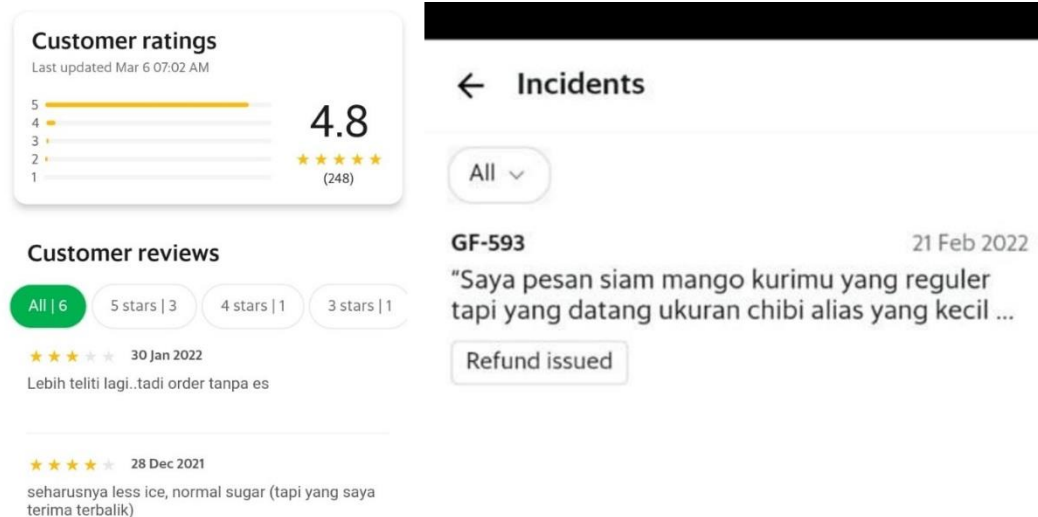 Customer ratings
Last updated Mar 6 07:02 AM
5
4
3
2
1
4.8
(248)
Customer reviews
All | 6
5 stars | 3
4 stars | 1
3 stars | 1
30 Jan 2022
Lebih teliti lagi..tadi order tanpa es
28 Dec 2021
seharusnya less ice, normal sugar (tapi yang saya
terima terbalik)
Incidents
All
GF-593
21 Feb 2022
“Saya pesan siam mango kurimu yang reguler
tapi yang datang ukuran chibi alias yang kecil ...
Refund issued